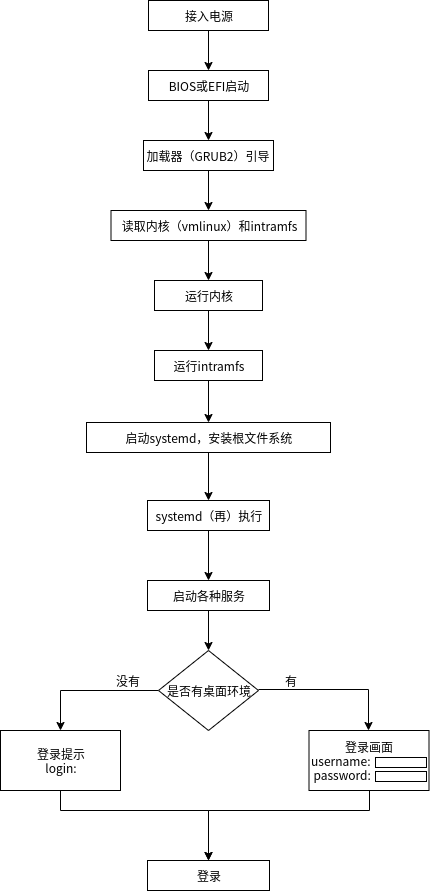 接入电源
BIOS或EFI启动
加载器（GRUB2）引导
读取内核（vmlinux）和intramfs
运行内核
运行intramfs
启动systemd，安装根文件系统
systemd（再）执行
启动各种服务
是否有桌面环境
没有
有
登录提示
login:
登录画面
username:
password:
登录